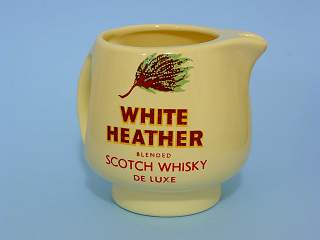 WHITE
HEATHER
BLENDED
SCOTCH WHISKY
DE LUXE